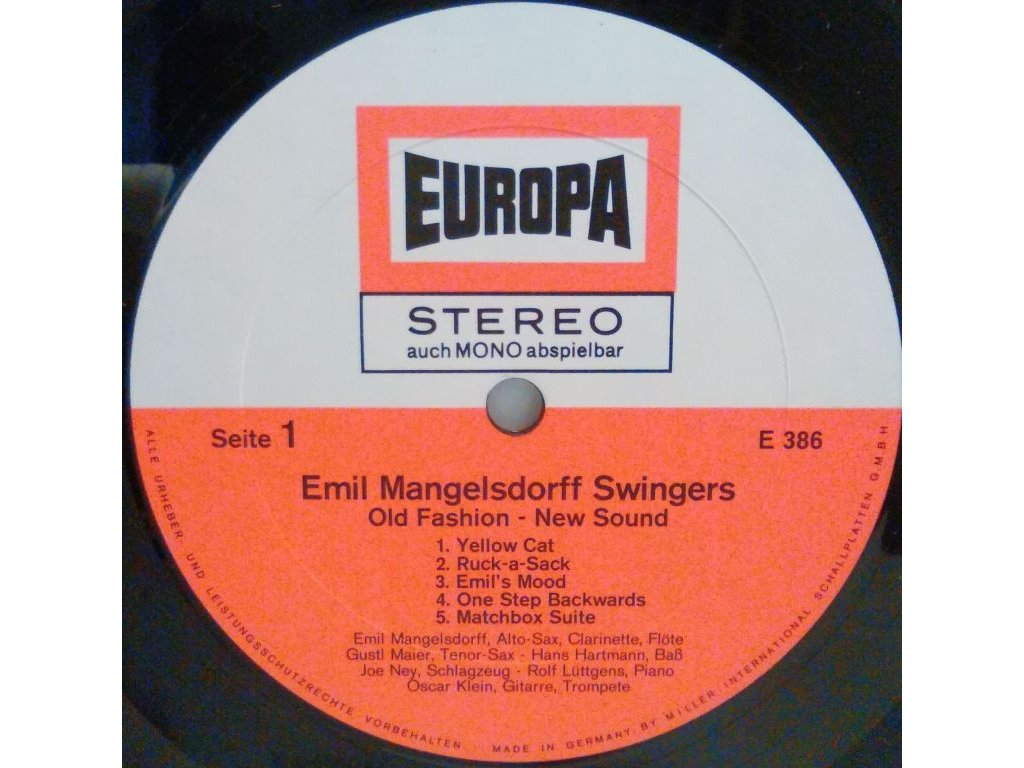 EUROPA
STEREO
auch MONO abspielbar
Seite 1
E 386
Emil Mangelsdorff Swingers
Old Fashion - New Sound
1. Yellow Cat
2. Ruck-a-Sack
3. Emil's Mood
4. One Step Backwards
5. Matchbox Suite
Emil Mangelsdorff, Alto-Sax, Clarinette, Flöte
Gustl Maier, Tenor-Sax - Hans Hartmann, Baß
Joe Ney, Schlagzeug - Rolf Lüttgens, Piano
Oscar Klein, Gitarre, Trompete
ALLE URHEBER- UND LEISTUNGSSCHUTZRECHTE VORBEHALTEN
MADE IN GERMANY: BY MILLER INTERNATIONAL SCHALLPLATTEN G.M.B.H